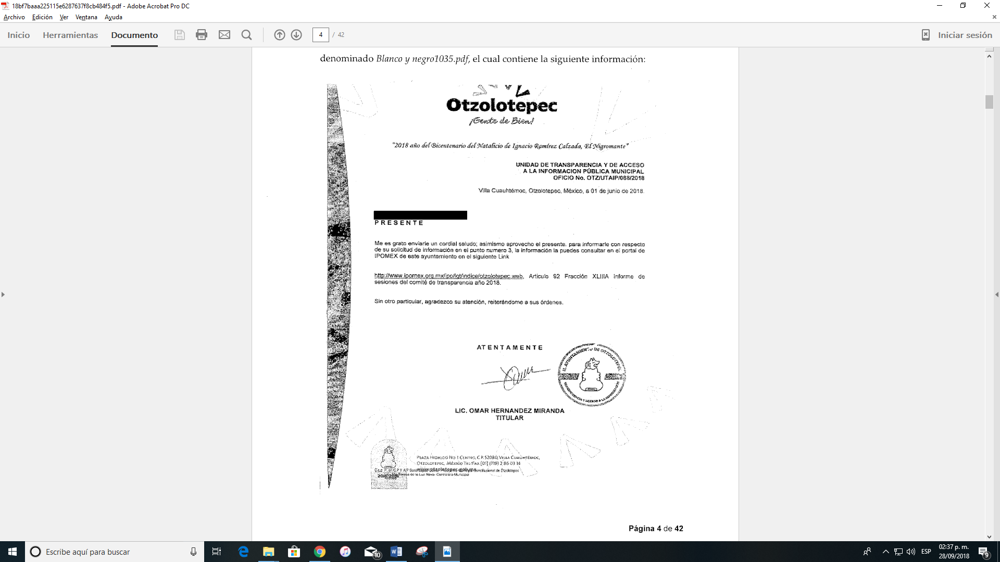 18bf7baaa225115e6287637f8cb484f5.pdf - Adobe Acrobat Pro DC
Archivo Edición Ver Ventana Ayuda
Inicio Herramientas Documento 4 / 42 Iniciar sesión
denominado Blanco y negro1035.pdf, el cual contiene la siguiente información:
Otzolotepec
¡Gente de Bien!
"2018 año del Bicentenario del Natalicio de Ignacio Ramírez Calzada, El Nigromante"
UNIDAD DE TRANSPARENCIA Y DE ACCESO
A LA INFORMACION PÚBLICA MUNICIPAL
OFICIO No. OTZ/UTAIP/088/2018
Villa Cuauhtémoc, Otzolotepec, México, a 01 de junio de 2018.
P R E S E N T E
Me es grato enviarle un cordial saludo; asimismo aprovecho el presente. para informarle con respecto
de su solicitud de información en el punto numero 3, la información la puedes consultar en el portal de
IPOMEX de este ayuntamiento en el siguiente Link
http://www.ipomex.org.mx/ipo/lgt/indice/otzolotepec.web, Articulo 92 Fracción XLIIIA Informe de
sesiones del comité de transparencia año 2018.
Sin otro particular, agradezco su atención, reiterándome a sus órdenes.
A T E N T A M E N T E
H. AYUNTAMIENTO DE OTZOLOTEPEC
LIC. OMAR HERNANDEZ MIRANDA
TITULAR
PLAZA HIDALGO NO 1 CENTRO, C.P. 52080, VILLA CUAUHTÉMOC,
OTZOLOTEPEC, MÉXICO TEL/FAX [01] (719) 2 86 03 14
www.otzolotepec.gob.mx
Constitucional de Otzolotepec
2016-2018
Teresa de la Luz Nava- Contralora Municipal
Página 4 de 42
Escribe aquí para buscar
10
ESP
02:37 p. m.
28/09/2018
9